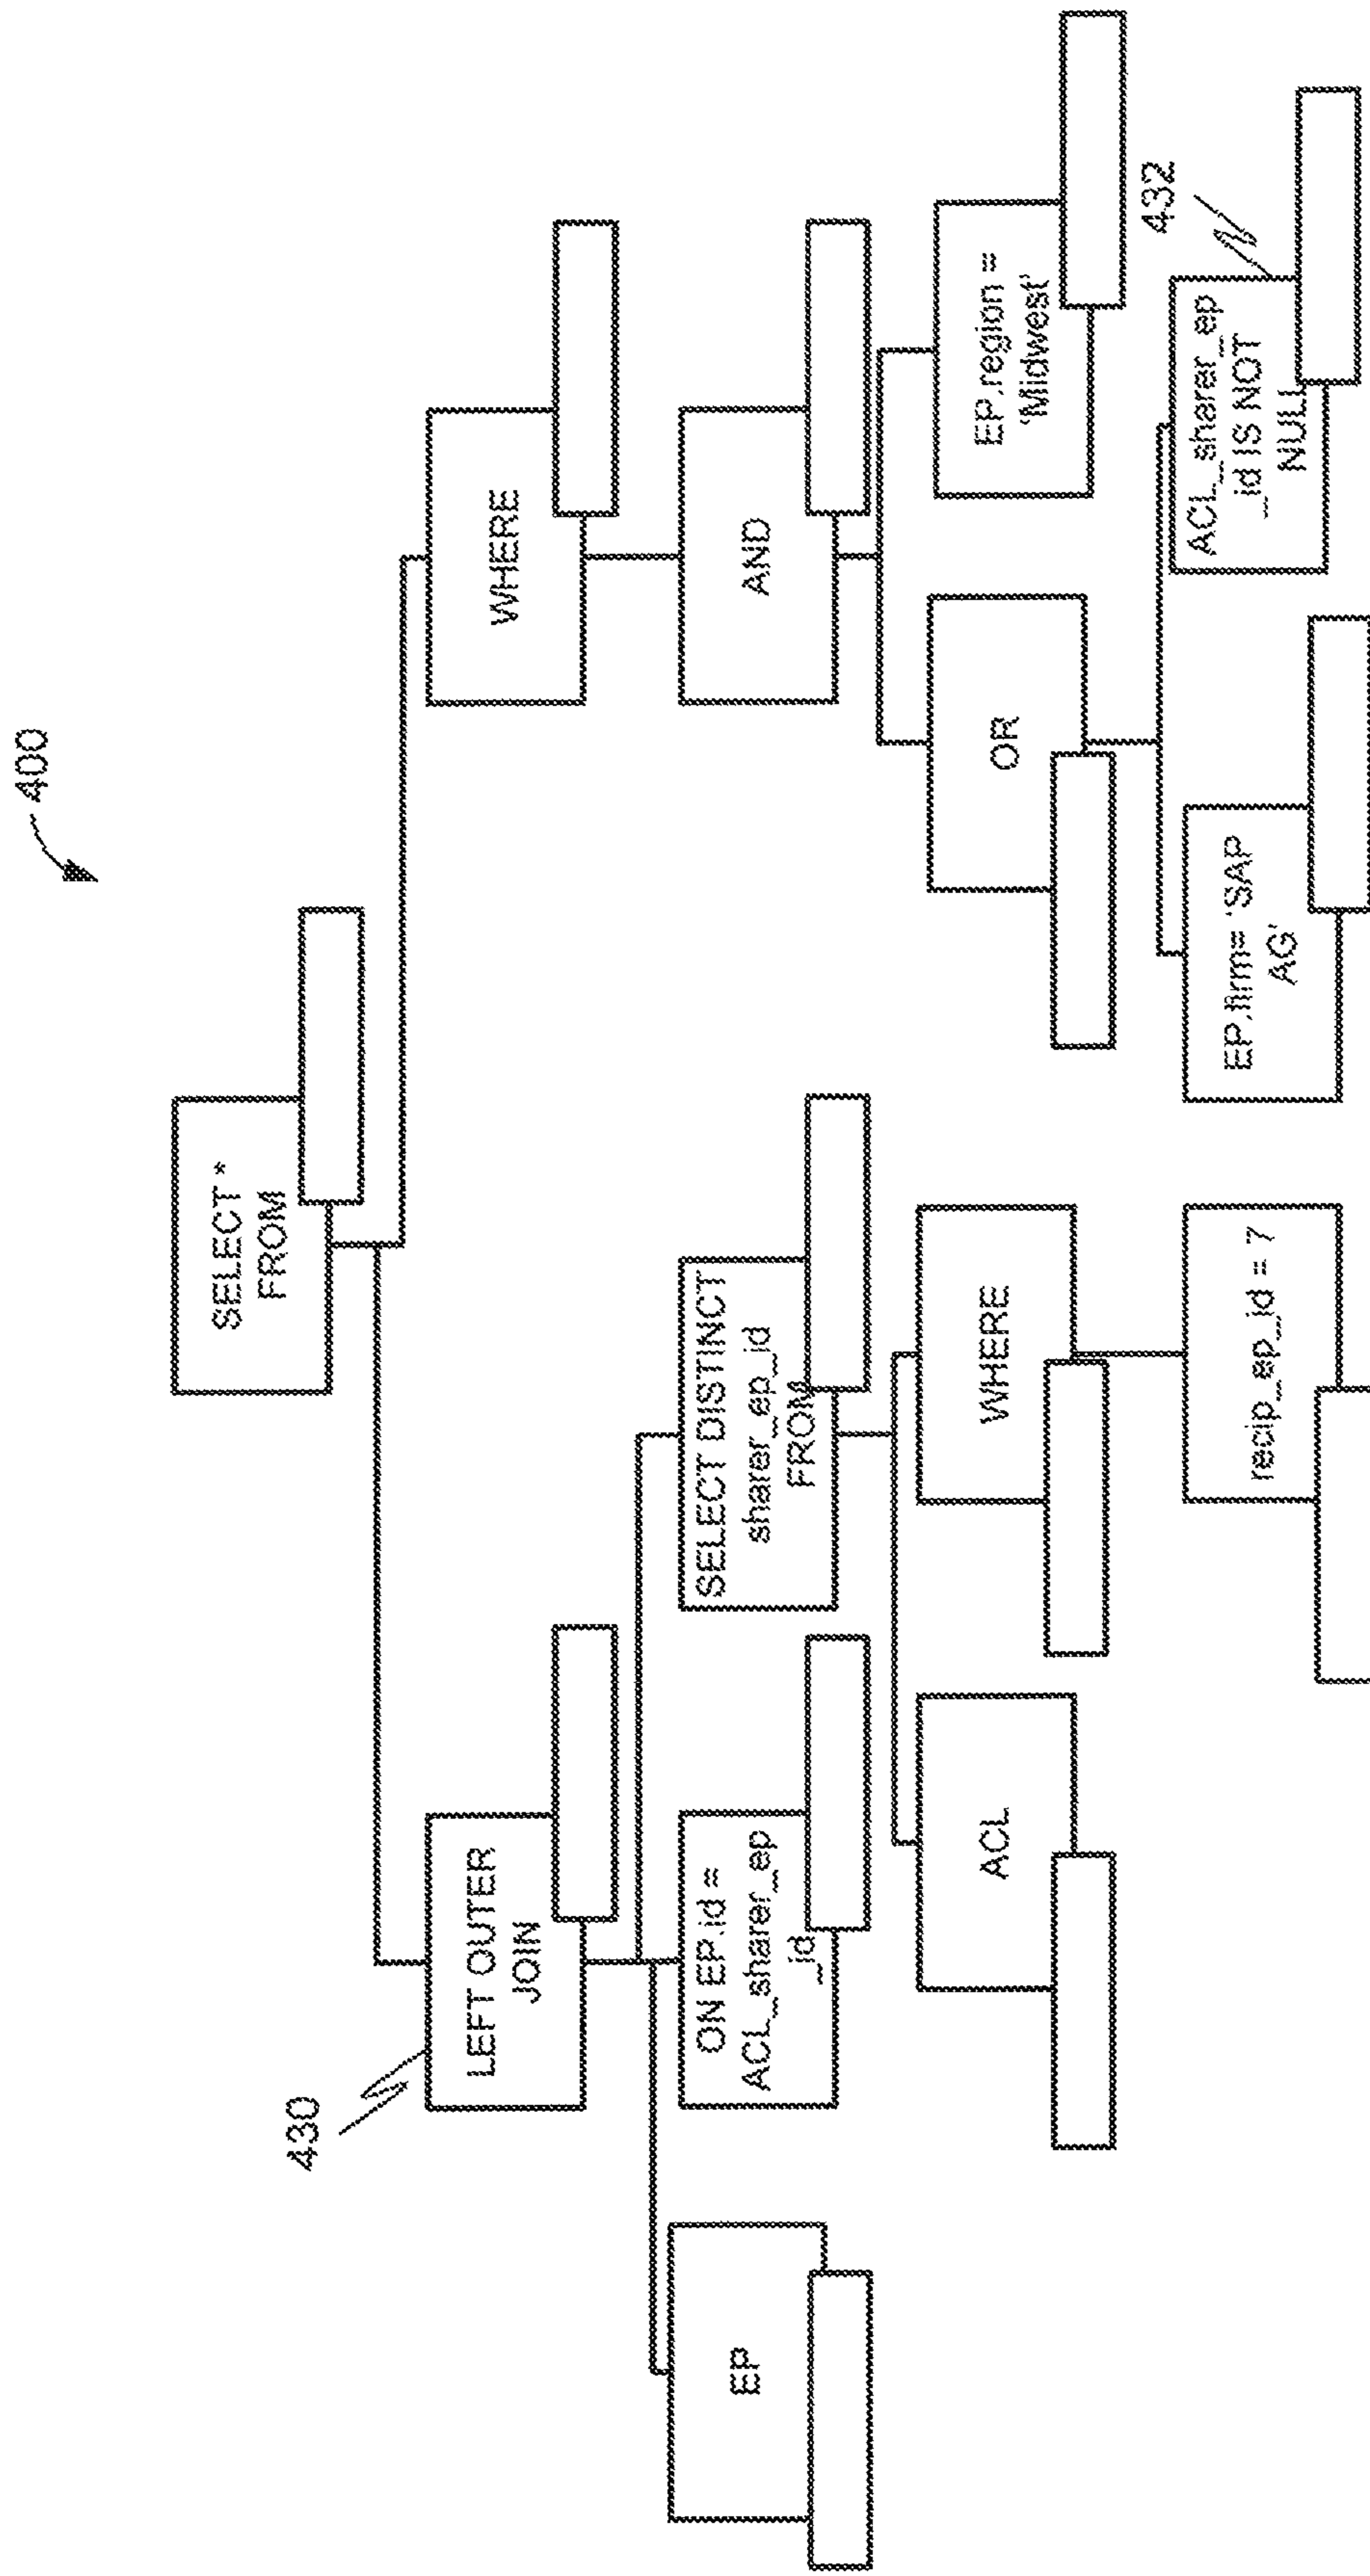 400
SELECT *
FROM
430
LEFT OUTER
JOIN
WHERE
EP
ON EP.id =
ACL_sharer_ep
_id
SELECT DISTINCT
sharer_ep_id
FROM
AND
ACL
WHERE
OR
EP.region =
'Midwest'
432
recip_ep_id = 7
EP.firm= 'SAP
AG'
ACL_sharer_ep
_id IS NOT
NULL